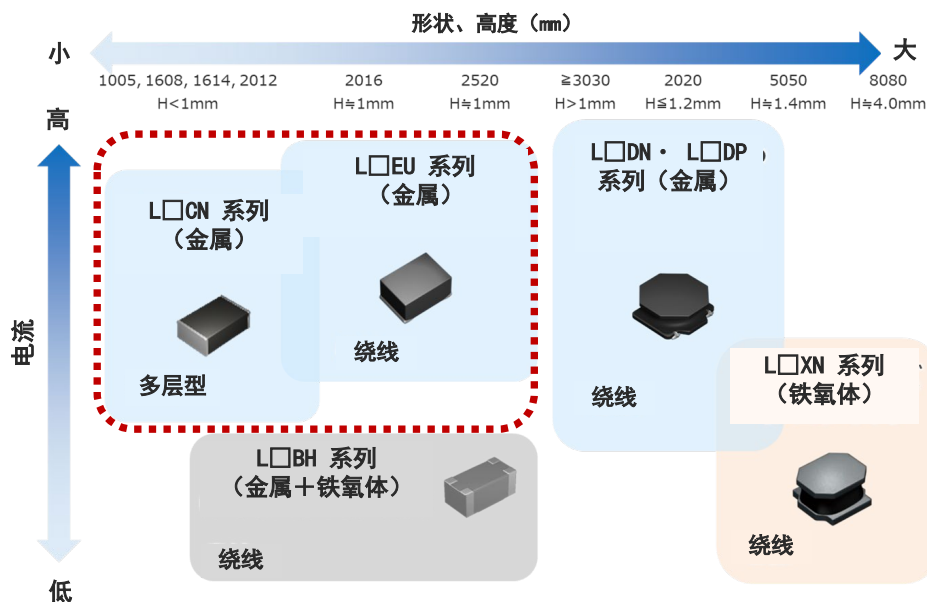 形状、高度（mm）
小
大
1005, 1608, 1614, 2012
H<1mm
2016
H≒1mm
2520
H≒1mm
≧3030
H>1mm
2020
H≦1.2mm
5050
H≒1.4mm
8080
H≒4.0mm
高
电流
低
L□CN 系列
（金属）
多层型
L□EU 系列
（金属）
绕线
L□DN・ L□DP
系列（金属）
绕线
L□XN 系列
（铁氧体）
绕线
L□BH 系列
（金属＋铁氧体）
绕线